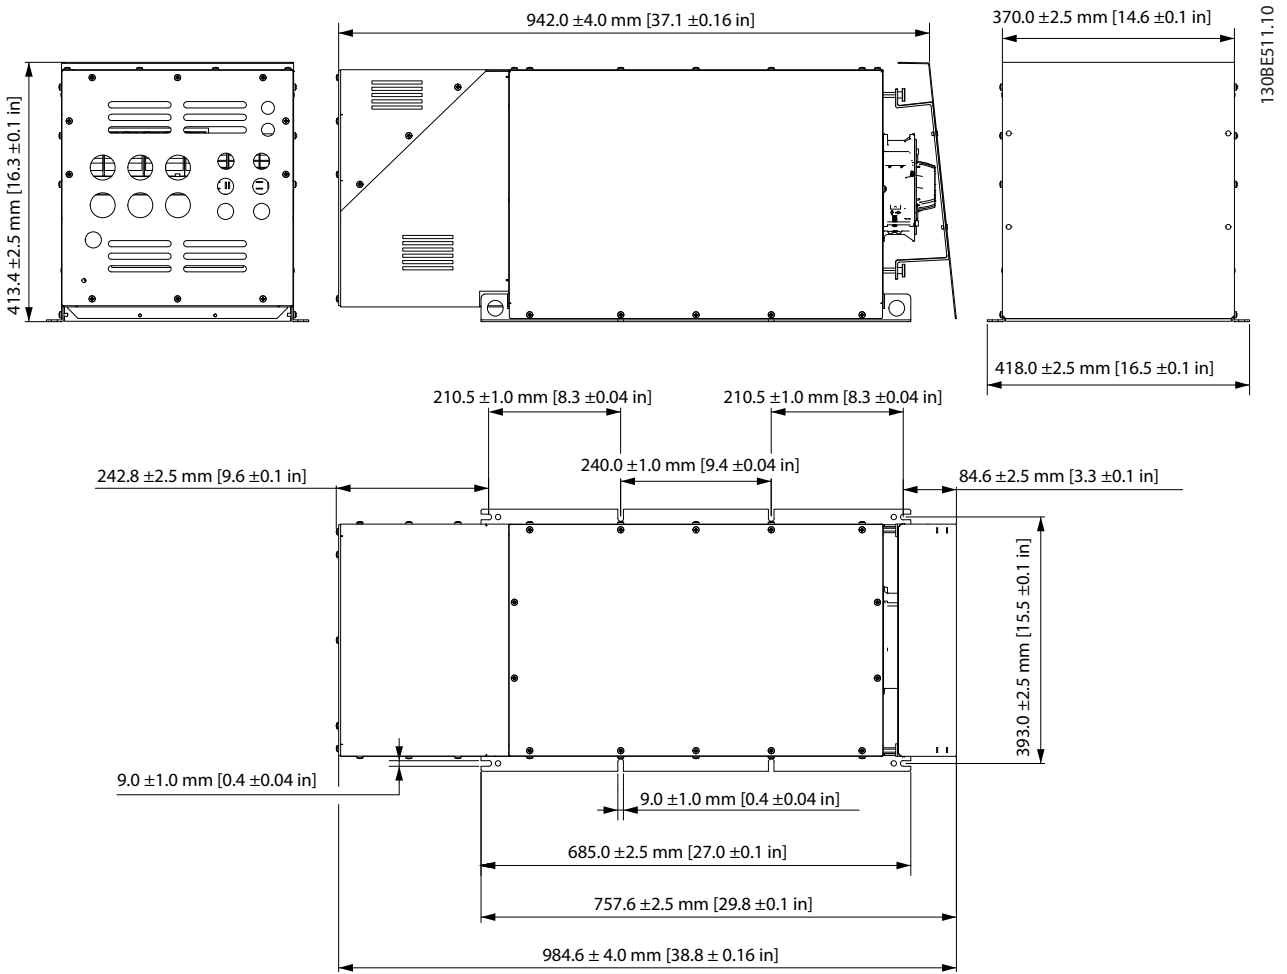 942.0 ±4.0 mm [37.1 ±0.16 in]
370.0 ±2.5 mm [14.6 ±0.1 in]
130BE511.10
413.4 ±2.5 mm [16.3 ±0.1 in]
418.0 ±2.5 mm [16.5 ±0.1 in]
210.5 ±1.0 mm [8.3 ±0.04 in]
210.5 ±1.0 mm [8.3 ±0.04 in]
242.8 ±2.5 mm [9.6 ±0.1 in]
240.0 ±1.0 mm [9.4 ±0.04 in]
84.6 ±2.5 mm [3.3 ±0.1 in]
393.0 ±2.5 mm [15.5 ±0.1 in]
9.0 ±1.0 mm [0.4 ±0.04 in]
9.0 ±1.0 mm [0.4 ±0.04 in]
685.0 ±2.5 mm [27.0 ±0.1 in]
757.6 ±2.5 mm [29.8 ±0.1 in]
984.6 ± 4.0 mm [38.8 ± 0.16 in]